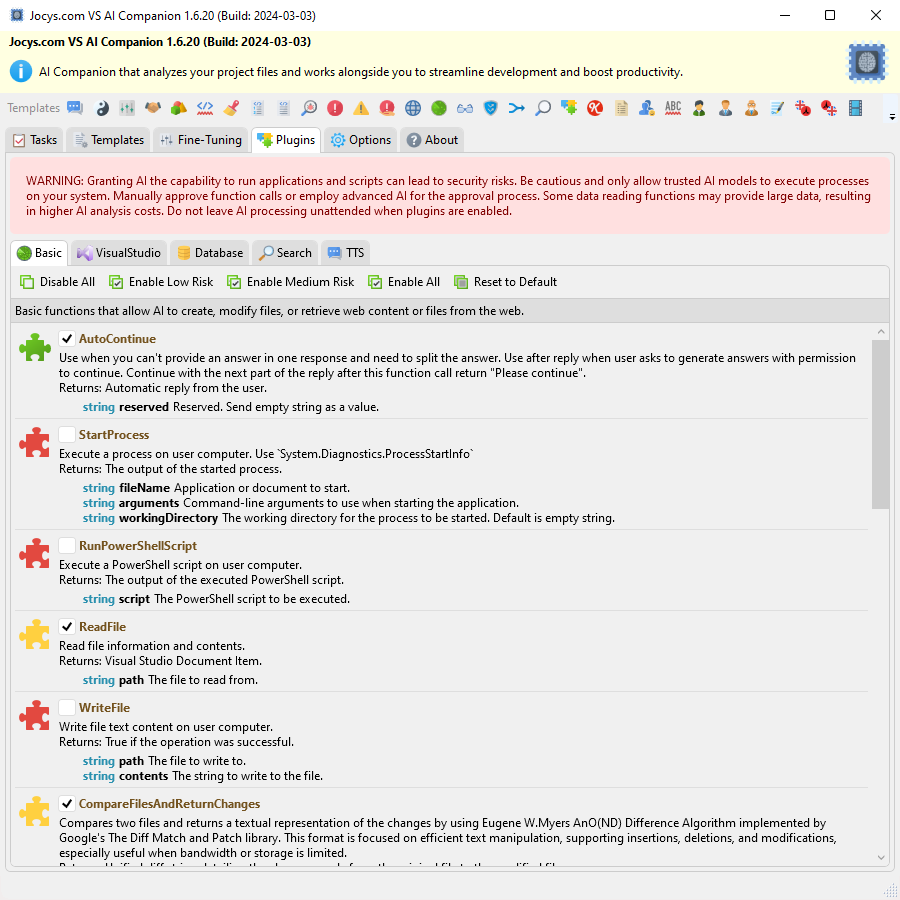 Jocys.com VS AI Companion 1.6.20 (Build: 2024-03-03)
Jocys.com VS AI Companion 1.6.20 (Build: 2024-03-03)
AI Companion that analyzes your project files and works alongside you to streamline development and boost productivity.
Templates
ABC
Tasks Templates Fine-Tuning Plugins Options About
WARNING: Granting AI the capability to run applications and scripts can lead to security risks. Be cautious and only allow trusted AI models to execute processes
on your system. Manually approve function calls or employ advanced AI for the approval process. Some data reading functions may provide large data, resulting
in higher AI analysis costs. Do not leave AI processing unattended when plugins are enabled.
Basic VisualStudio Database Search TTS
Disable All Enable Low Risk Enable Medium Risk Enable All Reset to Default
Basic functions that allow AI to create, modify files, or retrieve web content or files from the web.
AutoContinue
Use when you can't provide an answer in one response and need to split the answer. Use after reply when user asks to generate answers with permission
to continue. Continue with the next part of the reply after this function call return "Please continue".
Returns: Automatic reply from the user.
string reserved Reserved. Send empty string as a value.
StartProcess
Execute a process on user computer. Use `System.Diagnostics.ProcessStartInfo`
Returns: The output of the started process.
string fileName Application or document to start.
string arguments Command-line arguments to use when starting the application.
string workingDirectory The working directory for the process to be started. Default is empty string.
RunPowerShellScript
Execute a PowerShell script on user computer.
Returns: The output of the executed PowerShell script.
string script The PowerShell script to be executed.
ReadFile
Read file information and contents.
Returns: Visual Studio Document Item.
string path The file to read from.
WriteFile
Write file text content on user computer.
Returns: True if the operation was successful.
string path The file to write to.
string contents The string to write to the file.
CompareFilesAndReturnChanges
Compares two files and returns a textual representation of the changes by using Eugene W.Myers AnO(ND) Difference Algorithm implemented by
Google's The Diff Match and Patch library. This format is focused on efficient text manipulation, supporting insertions, deletions, and modifications,
especially useful when bandwidth or storage is limited.